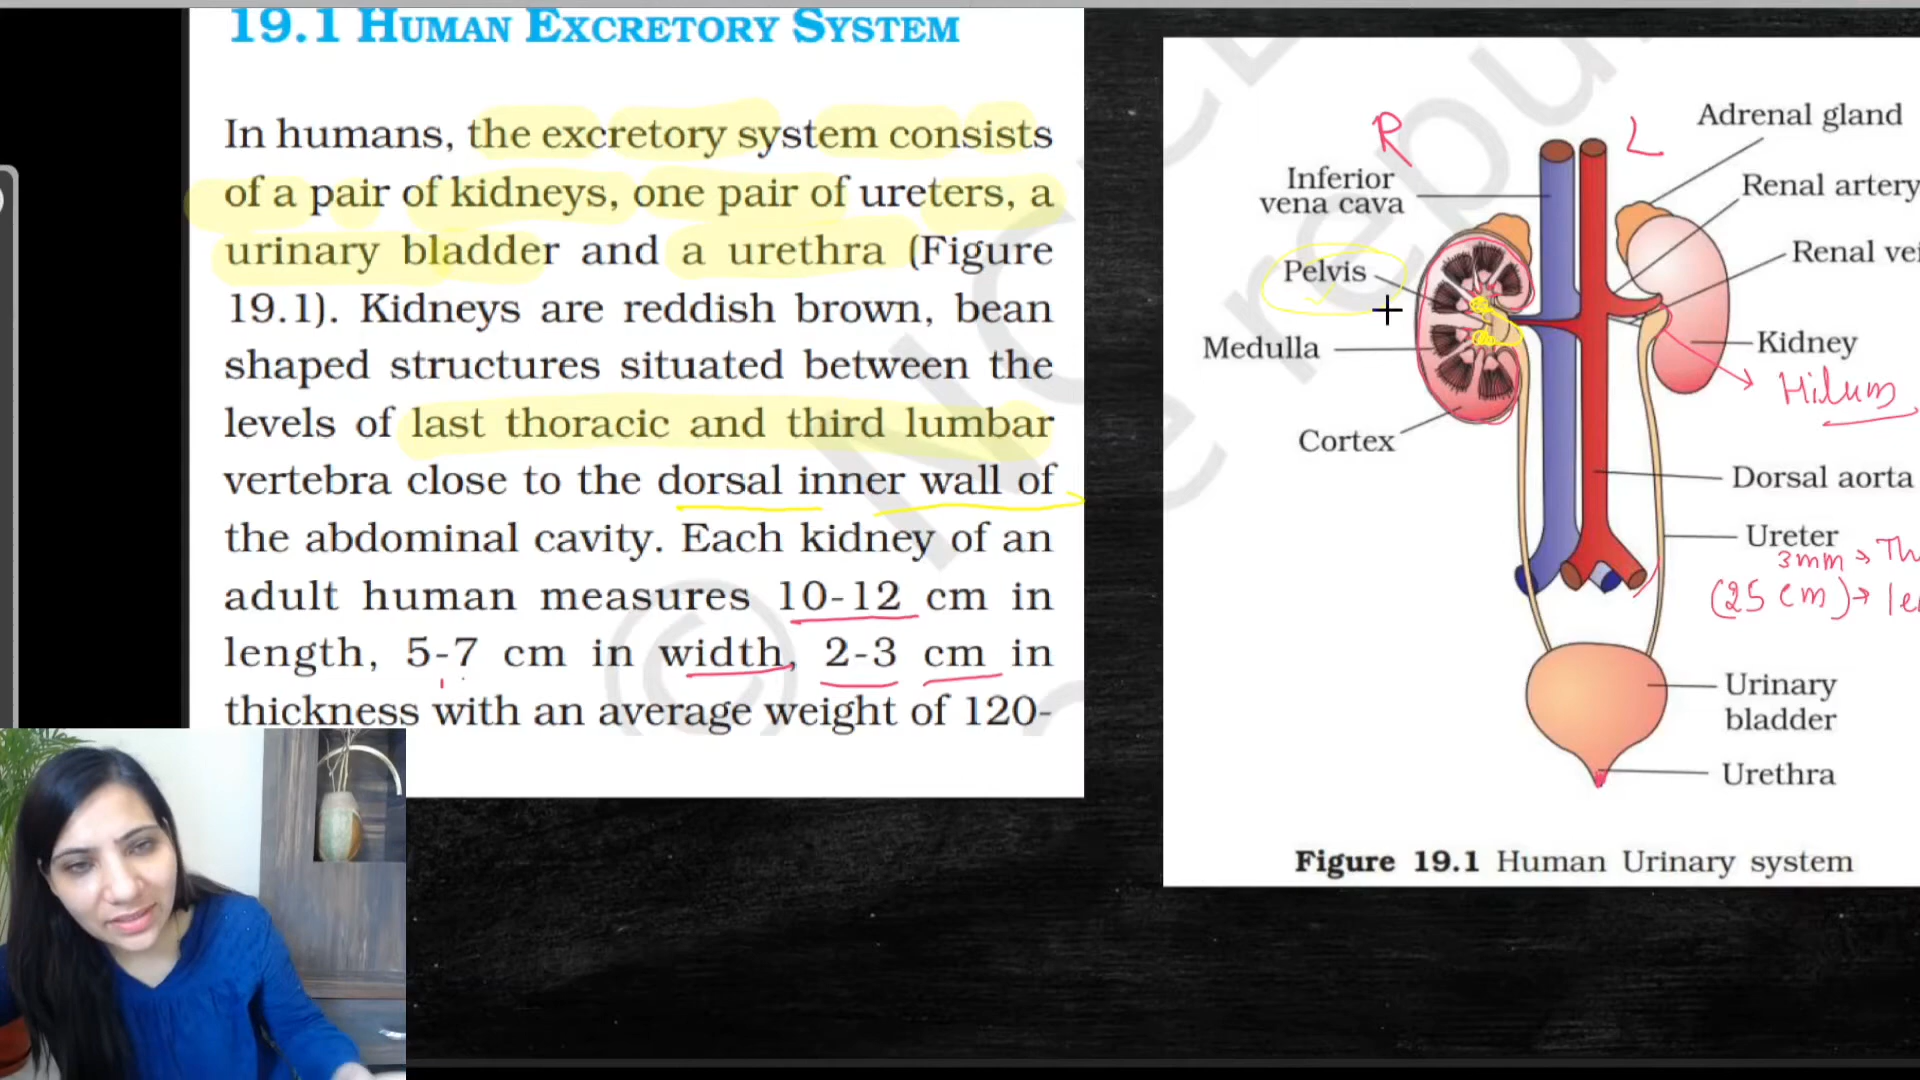 19.1 HUMAN EXCRETORY SYSTEM
In humans, the excretory system consists
of a pair of kidneys, one pair of ureters, a
urinary bladder and a urethra (Figure
19.1). Kidneys are reddish brown, bean
shaped structures situated between the
levels of last thoracic and third lumbar
vertebra close to the dorsal inner wall of
the abdominal cavity. Each kidney of an
adult human measures 10-12 cm in
length, 5-7 cm in width, 2-3 cm in
thickness with an average weight of 120-
R
L
Adrenal gland
Inferior
vena cava
Renal artery
Pelvis
Renal
Medulla
Kidney
Hilum
Cortex
Dorsal aorta
Ureter
3mm →
(25 cm) →
Urinary
bladder
Urethra
Figure 19.1 Human Urinary system